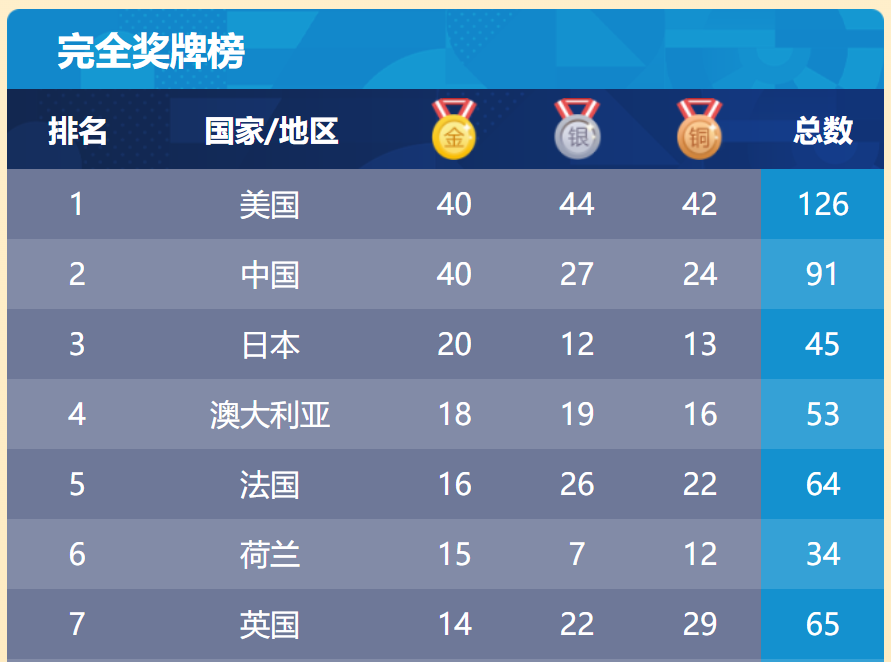 完全奖牌榜
排名 国家/地区 金 银 铜 总数
1 美国 40 44 42 126
2 中国 40 27 24 91
3 日本 20 12 13 45
4 澳大利亚 18 19 16 53
5 法国 16 26 22 64
6 荷兰 15 7 12 34
7 英国 14 22 29 65